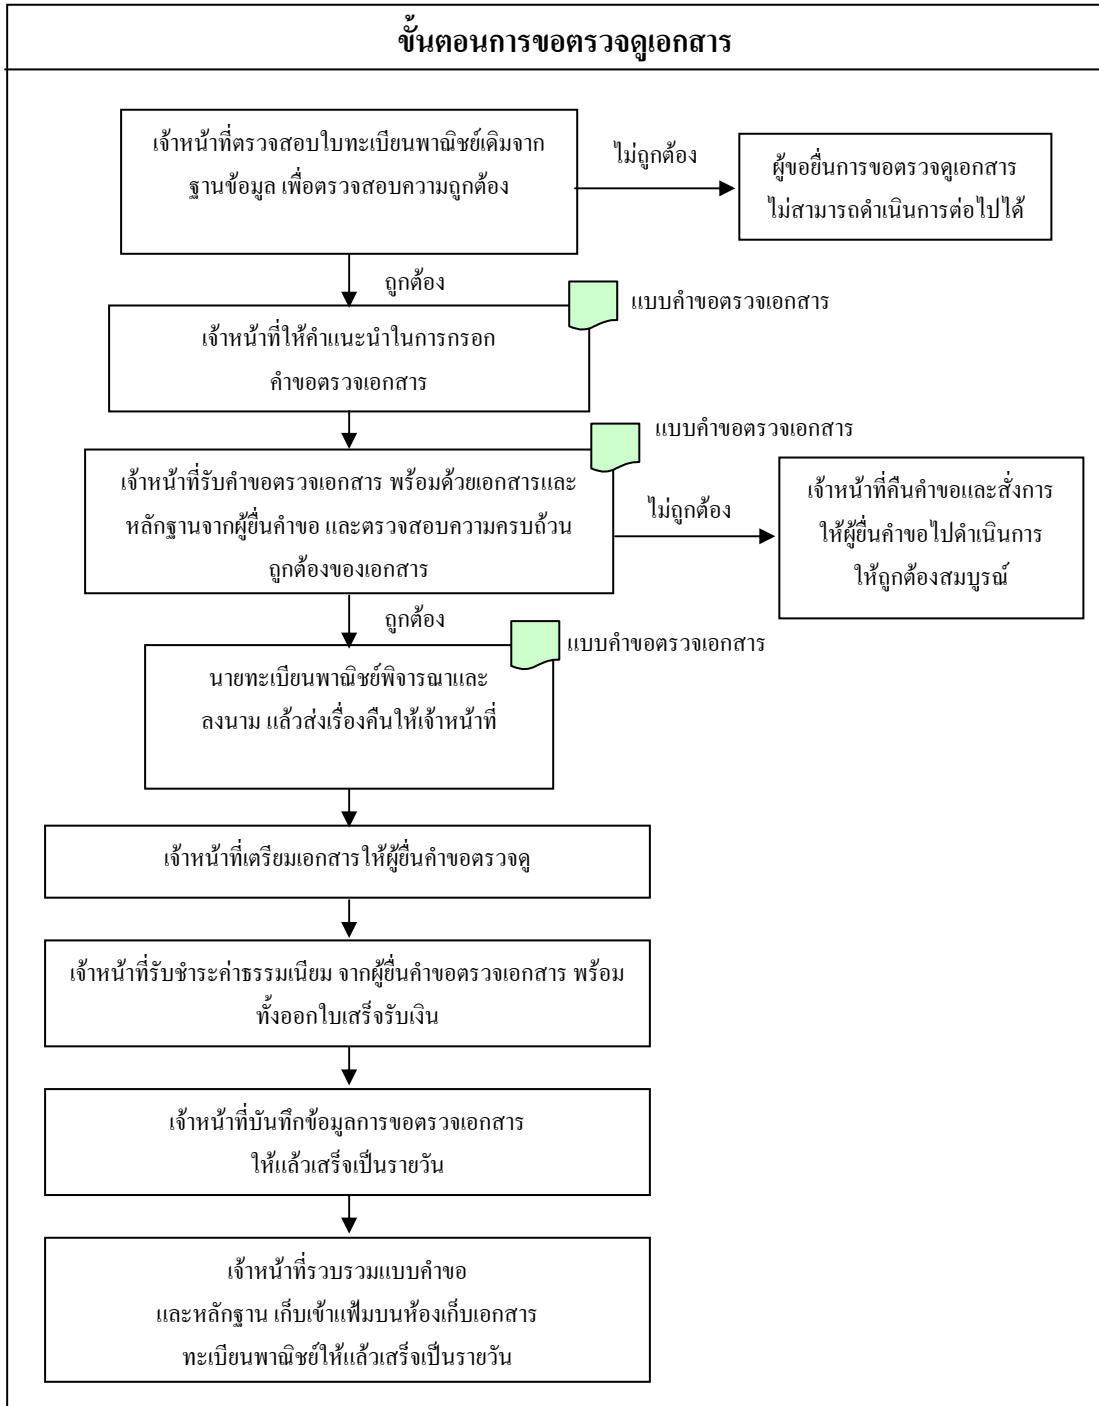 ขั้นตอนการขอตรวจดูเอกสาร
เจ้าหน้าที่ตรวจสอบใบทะเบียนพาณิชย์เดิมจาก
ฐานข้อมูล เพื่อตรวจสอบความถูกต้อง
ไม่ถูกต้อง
ผู้ขอยื่นการขอตรวจดูเอกสาร
ไม่สามารถดำเนินการต่อไปได้
ถูกต้อง
แบบคำขอตรวจเอกสาร
เจ้าหน้าที่ให้คำแนะนำในการกรอก
คำขอตรวจเอกสาร
แบบคำขอตรวจเอกสาร
เจ้าหน้าที่รับคำขอตรวจเอกสาร พร้อมด้วยเอกสารและ
หลักฐานจากผู้ยื่นคำขอ และตรวจสอบความครบถ้วน
ถูกต้องของเอกสาร
ไม่ถูกต้อง
เจ้าหน้าที่คืนคำขอและสั่งการ
ให้ผู้ยื่นคำขอไปดำเนินการ
ให้ถูกต้องสมบูรณ์
ถูกต้อง
แบบคำขอตรวจเอกสาร
นายทะเบียนพาณิชย์พิจารณาและ
ลงนาม แล้วส่งเรื่องคืนให้เจ้าหน้าที่
เจ้าหน้าที่เตรียมเอกสารให้ผู้ยื่นคำขอตรวจดู
เจ้าหน้าที่รับชำระค่าธรรมเนียม จากผู้ยื่นคำขอตรวจเอกสาร พร้อม
ทั้งออกใบเสร็จรับเงิน
เจ้าหน้าที่บันทึกข้อมูลการขอตรวจเอกสาร
ให้แล้วเสร็จเป็นรายวัน
เจ้าหน้าที่รวบรวมแบบคำขอ
และหลักฐาน เก็บเข้าแฟ้มบนห้องเก็บเอกสาร
ทะเบียนพาณิชย์ให้แล้วเสร็จเป็นรายวัน